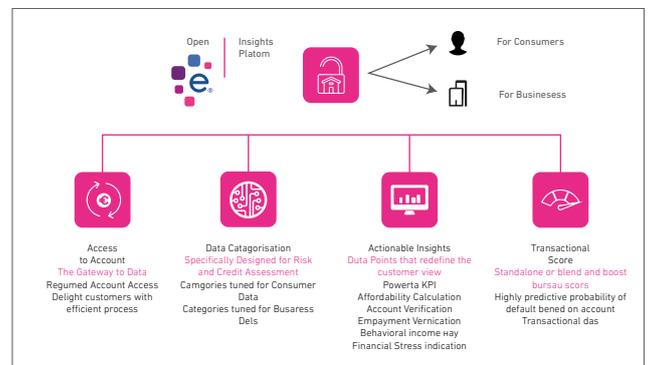 Open
Insights
Platom
e®
For Consumers
For Businesess
Access
to Account
The Gateway to Data
Regumed Account Access
Delight customers with
efficient process
Data Catagorisation
Specifically Designed for Risk
and Credit Assessment
Camgories tuned for Consumer
Data
Categories tuned for Busaress
Dels
Actionable Insights
Duta Points that redefine the
customer view
Powerta KPI
Affordability Calculation
Account Verification
Empayment Vernication
Behavioral income нay
Financial Stress indication
Transactional
Score
Standalone or blend and boost
bursau scors
Highly predictive probability of
default bened on account
Transactional das